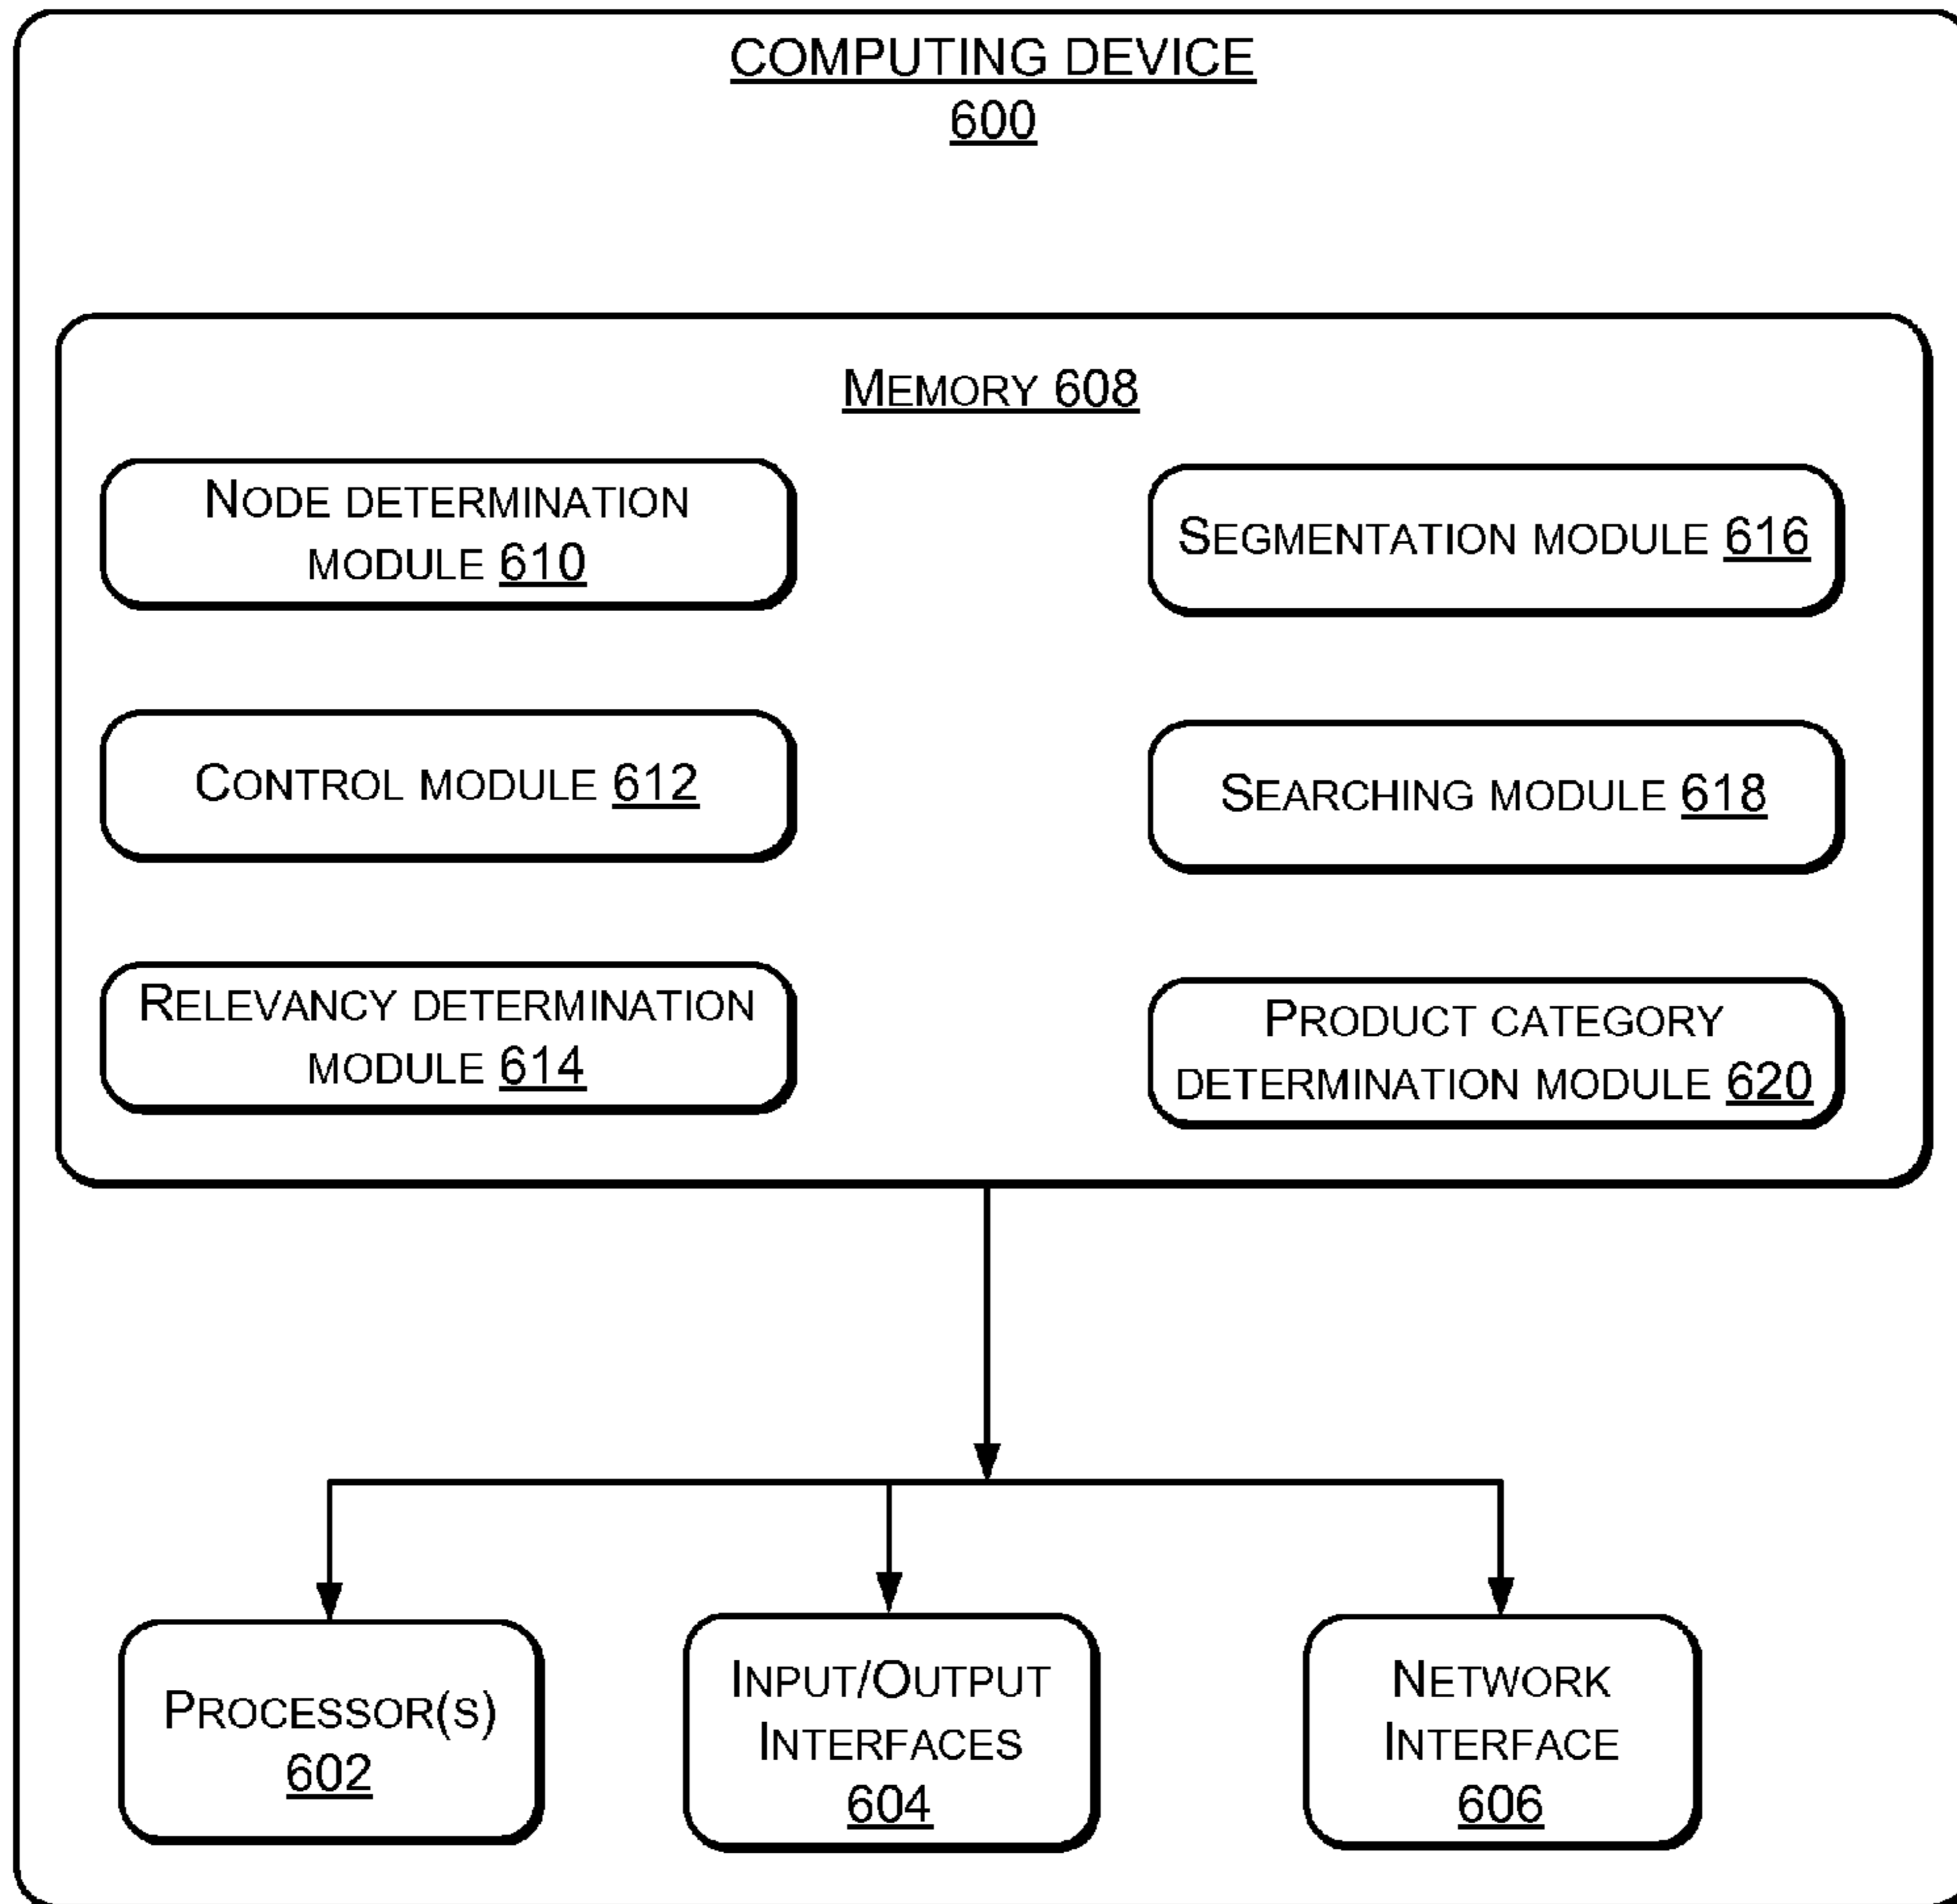 COMPUTING DEVICE
600
MEMORY 608
NODE DETERMINATION
MODULE 610
SEGMENTATION MODULE 616
CONTROL MODULE 612
SEARCHING MODULE 618
RELEVANCY DETERMINATION
MODULE 614
PRODUCT CATEGORY
DETERMINATION MODULE 620
PROCESSOR(S)
602
INPUT/OUTPUT
INTERFACES
604
NETWORK
INTERFACE
606